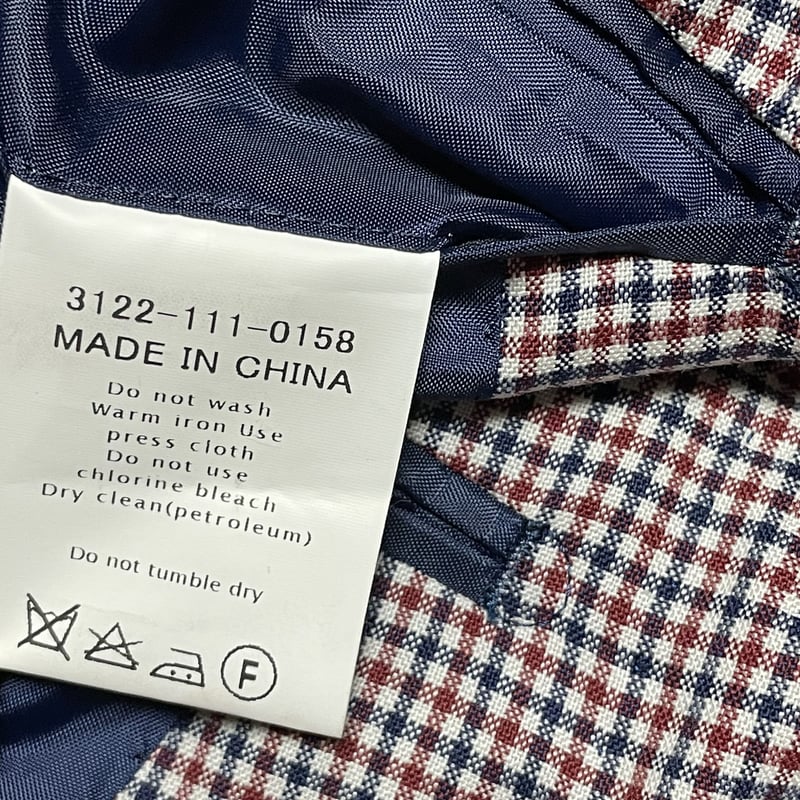 3122-111-0158
MADE IN CHINA
Do not wash
Warm iron Use
press cloth
Do not use
chlorine bleach
Dry clean(petroleum)
Do not tumble dry
F